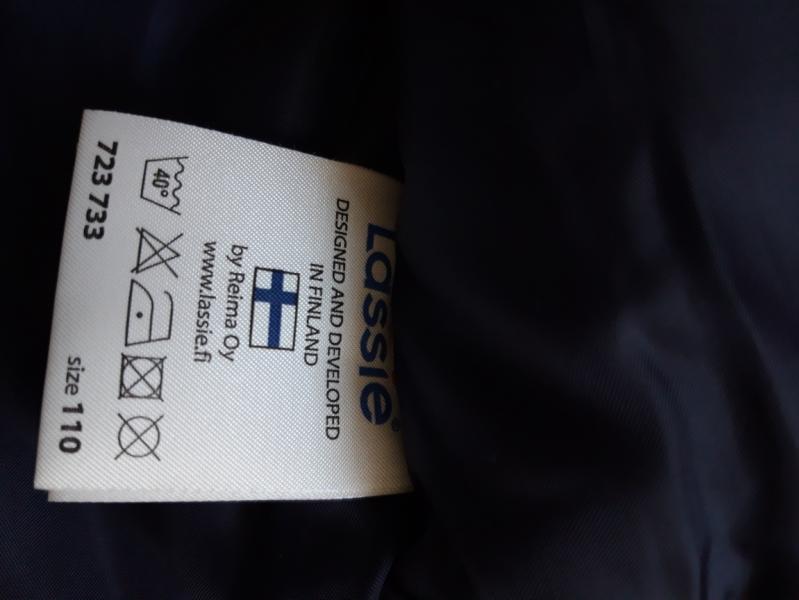 Lassie®
DESIGNED AND DEVELOPED
IN FINLAND
by Reima Oy
www.lassie.fi
40°
723 733
size 110